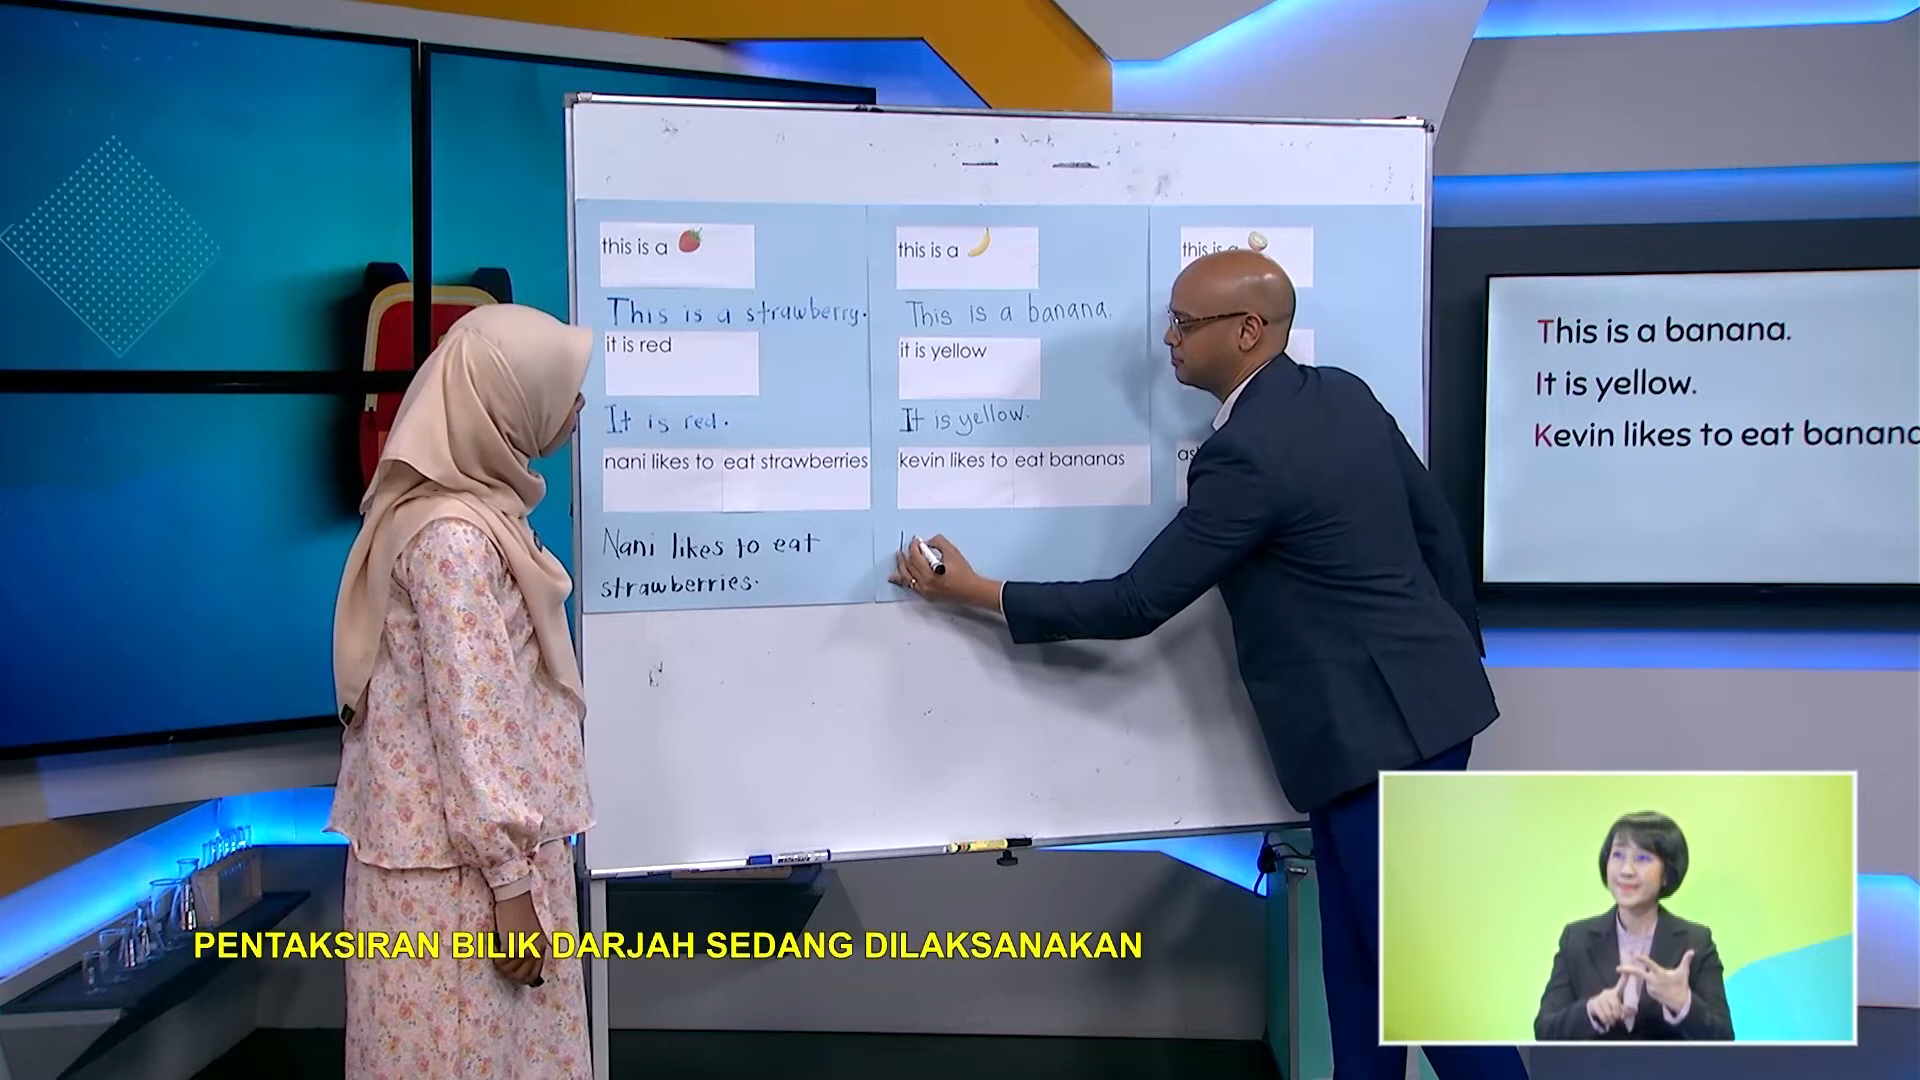 this is a
This is a strawberry.
it is red
It is red.
nani likes to eat strawberries
Nani likes to eat
strawberries.
this is a
This is a banana.
it is yellow
It is yellow.
kevin likes to eat bananas
this is a
This is a banana.
It is yellow.
Kevin likes to eat
PENTAKSIRAN BILIK DARJAH SEDANG DILAKSANAKAN